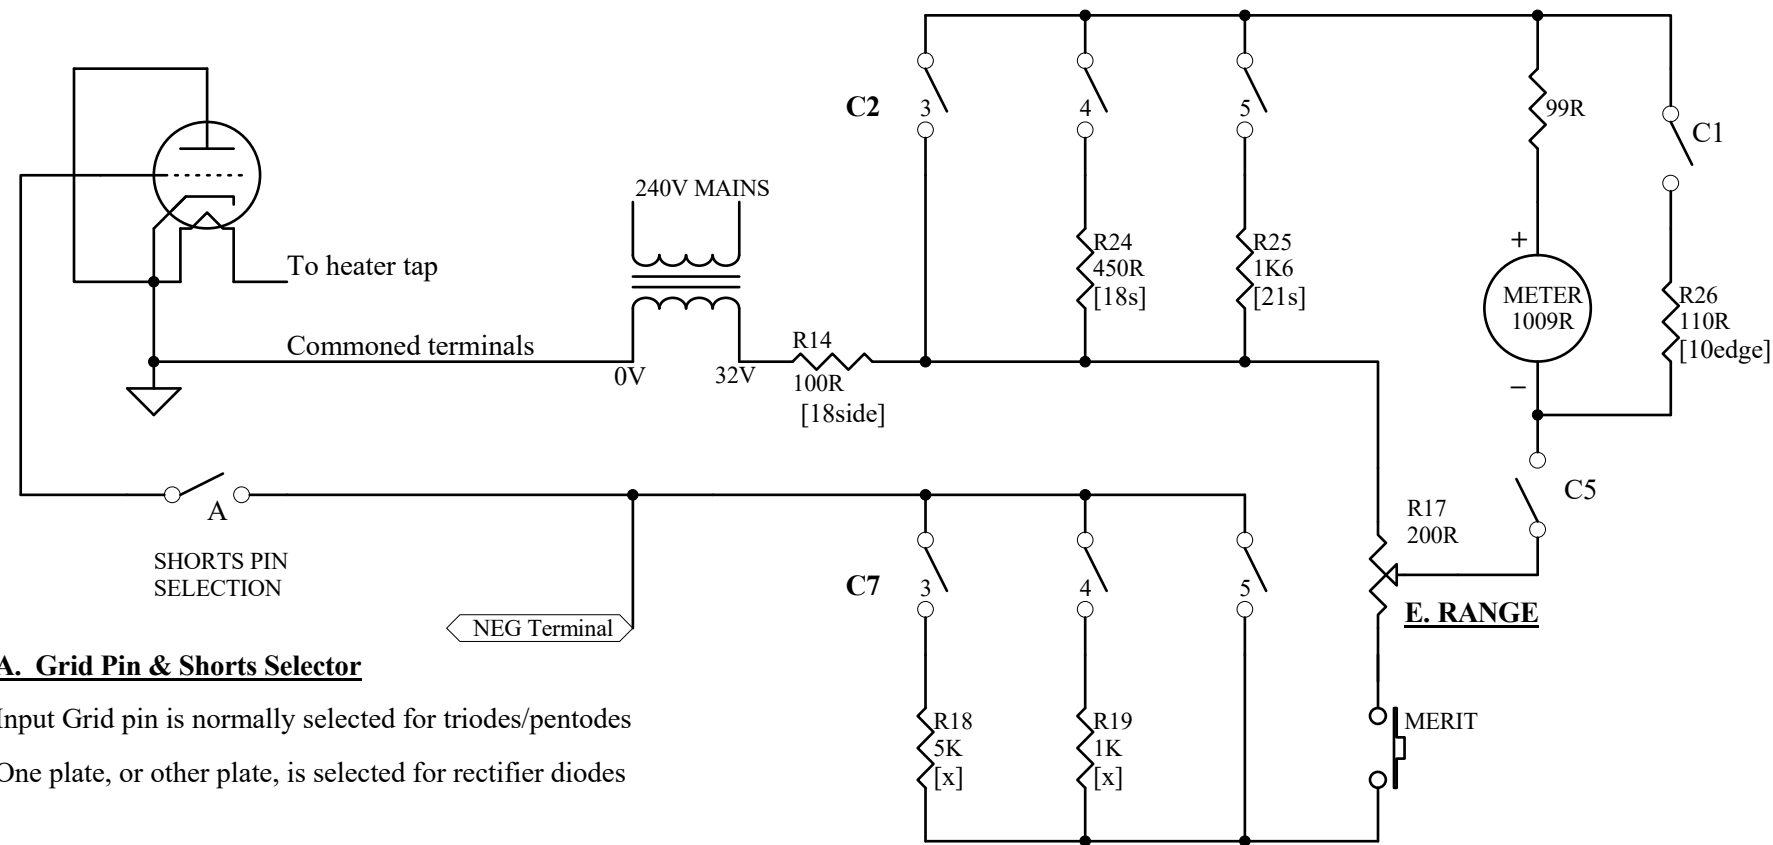 C2
3
4
5
99R
C1
240V MAINS
To heater tap
R24
450R
[18s]
R25
1K6
[21s]
+
METER
1009R
−
R26
110R
[10edge]
Commoned terminals
0V
32V
R14
100R
[18side]
A
SHORTS PIN
SELECTION
C5
R17
200R
E. RANGE
C7
3
4
5
NEG Terminal
A. Grid Pin & Shorts Selector
Input Grid pin is normally selected for triodes/pentodes
One plate, or other plate, is selected for rectifier diodes
R18
5K
[x]
R19
1K
[x]
MERIT